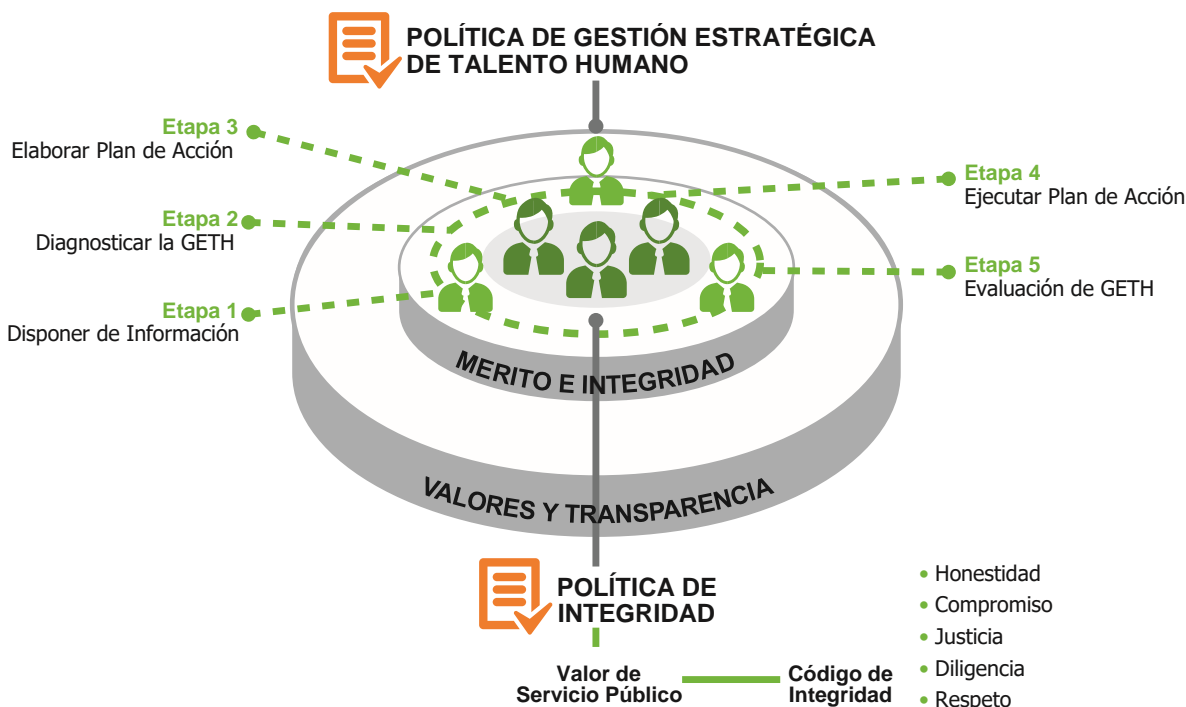 POLÍTICA DE GESTIÓN ESTRATÉGICA
DE TALENTO HUMANO
Etapa 3
Elaborar Plan de Acción
Etapa 2
Diagnosticar la GETH
Etapa 1
Disponer de Información
Etapa 4
Ejecutar Plan de Acción
Etapa 5
Evaluación de GETH
MERITO E INTEGRIDAD
VALORES Y TRANSPARENCIA
POLÍTICA DE
INTEGRIDAD
Valor de
Servicio Público
Código de
Integridad
• Honestidad
• Compromiso
• Justicia
• Diligencia
• Respeto